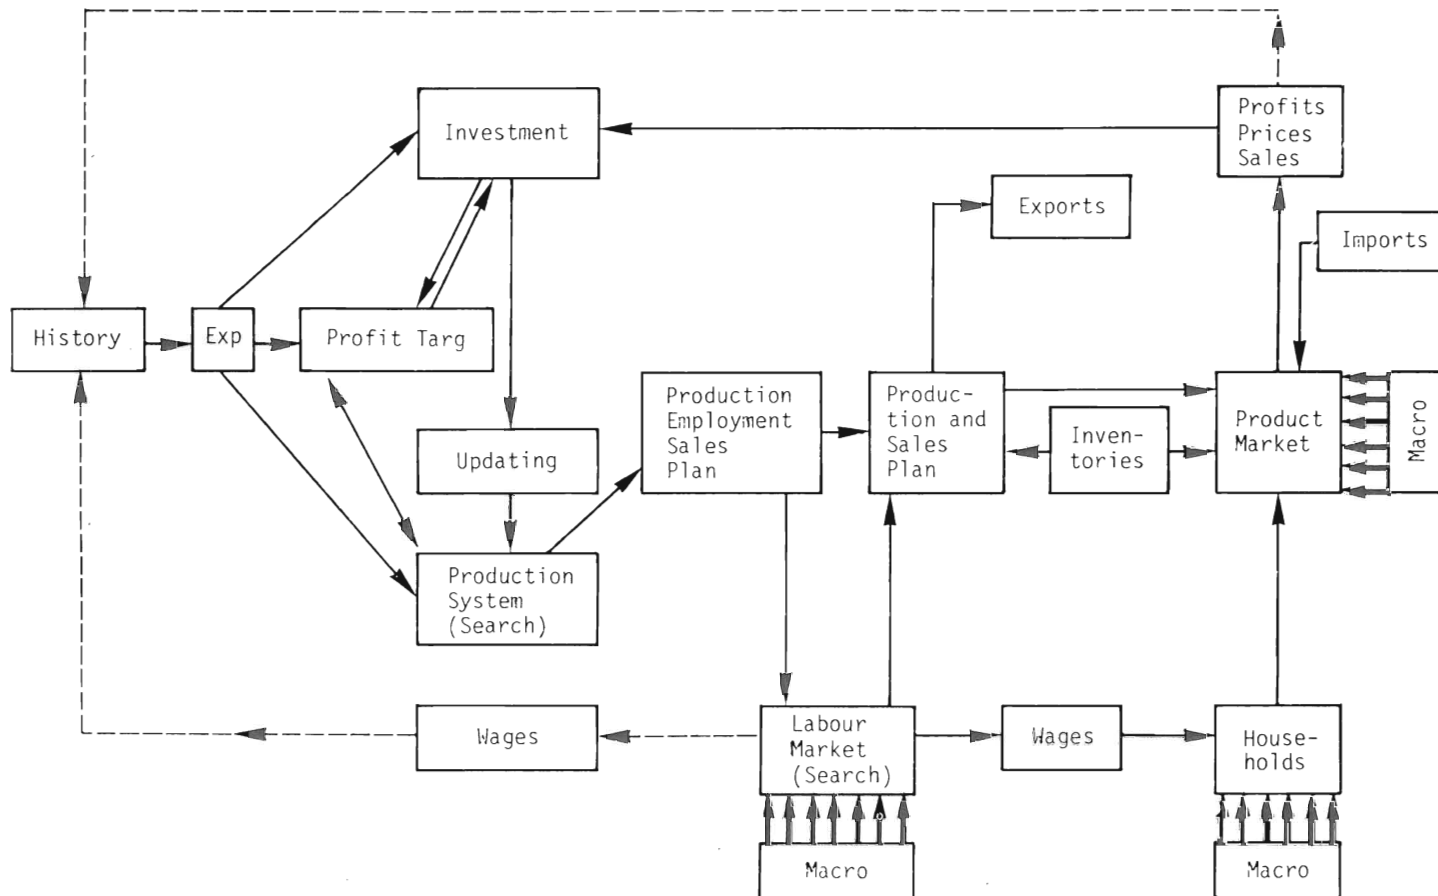 Investment
Profits
Prices
Sales
Exports
Imports
History
Exp
Profit Targ
Production
Employment
Sales
Plan
Produc-
tion and
Sales
Plan
Inven-
tories
Product
Market
Macro
Updating
Production
System
(Search)
Wages
Labour
Market
(Search)
Wages
House-
holds
Macro
Macro